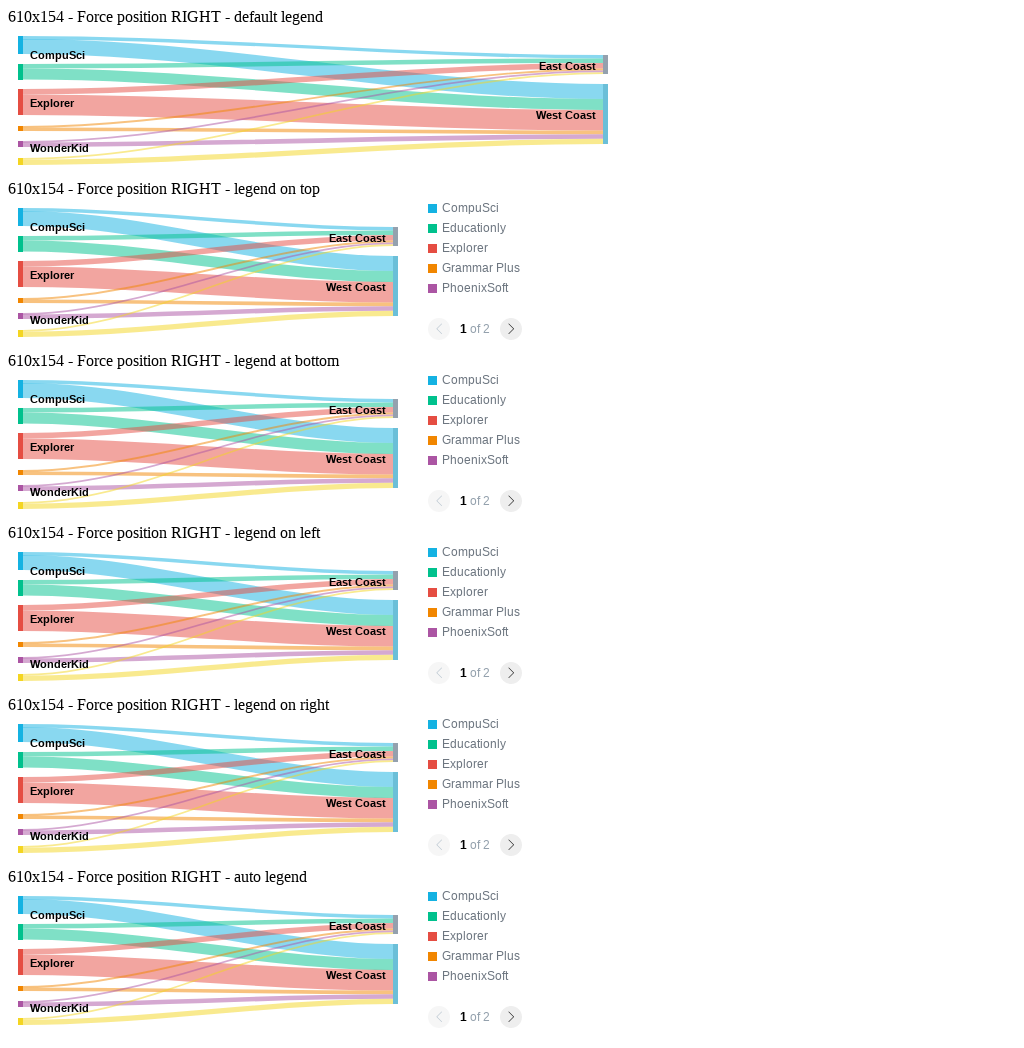 610x154 - Force position RIGHT - default legend
CompuSci
East Coast
Explorer
West Coast
WonderKid
610x154 - Force position RIGHT - legend on top
CompuSci
East Coast
Explorer
West Coast
WonderKid
CompuSci
Educationly
Explorer
Grammar Plus
PhoenixSoft
1 of 2
610x154 - Force position RIGHT - legend at bottom
CompuSci
East Coast
Explorer
West Coast
WonderKid
CompuSci
Educationly
Explorer
Grammar Plus
PhoenixSoft
1 of 2
610x154 - Force position RIGHT - legend on left
CompuSci
East Coast
Explorer
West Coast
WonderKid
CompuSci
Educationly
Explorer
Grammar Plus
PhoenixSoft
1 of 2
610x154 - Force position RIGHT - legend on right
CompuSci
East Coast
Explorer
West Coast
WonderKid
CompuSci
Educationly
Explorer
Grammar Plus
PhoenixSoft
1 of 2
610x154 - Force position RIGHT - auto legend
CompuSci
East Coast
Explorer
West Coast
WonderKid
CompuSci
Educationly
Explorer
Grammar Plus
PhoenixSoft
1 of 2